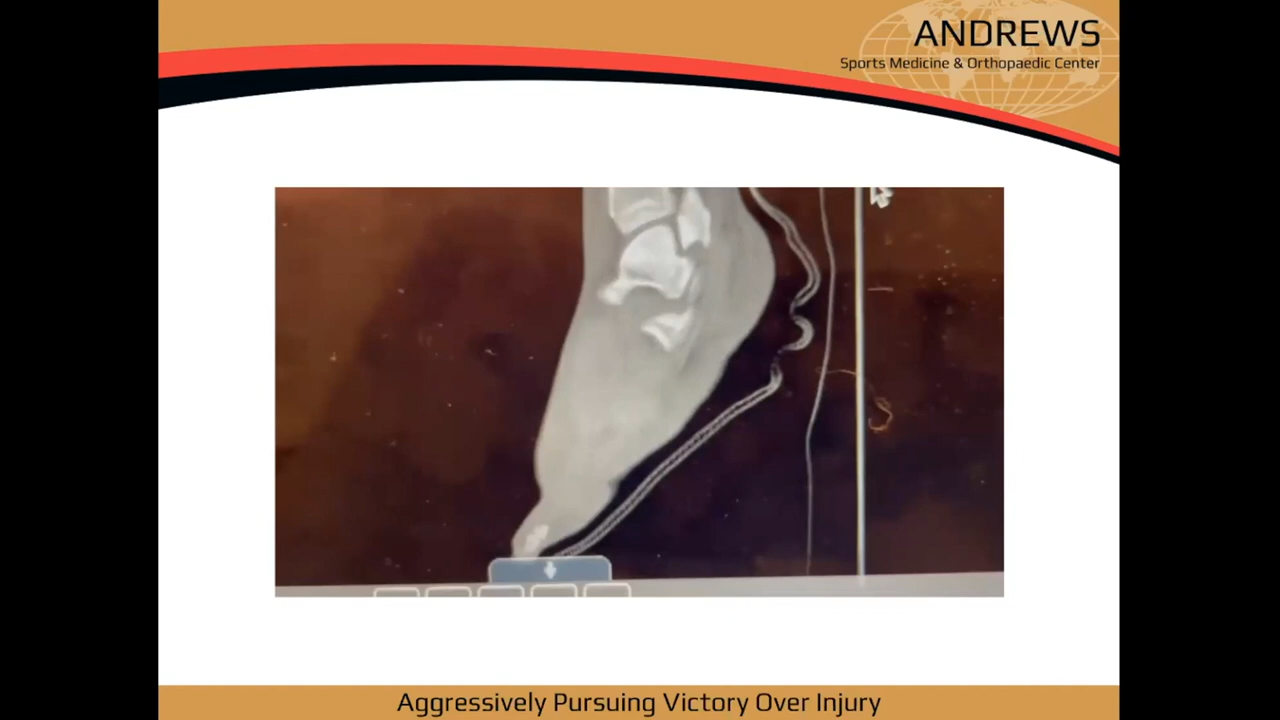 ANDREWS
Sports Medicine & Orthopaedic Center
Aggressively Pursuing Victory Over Injury